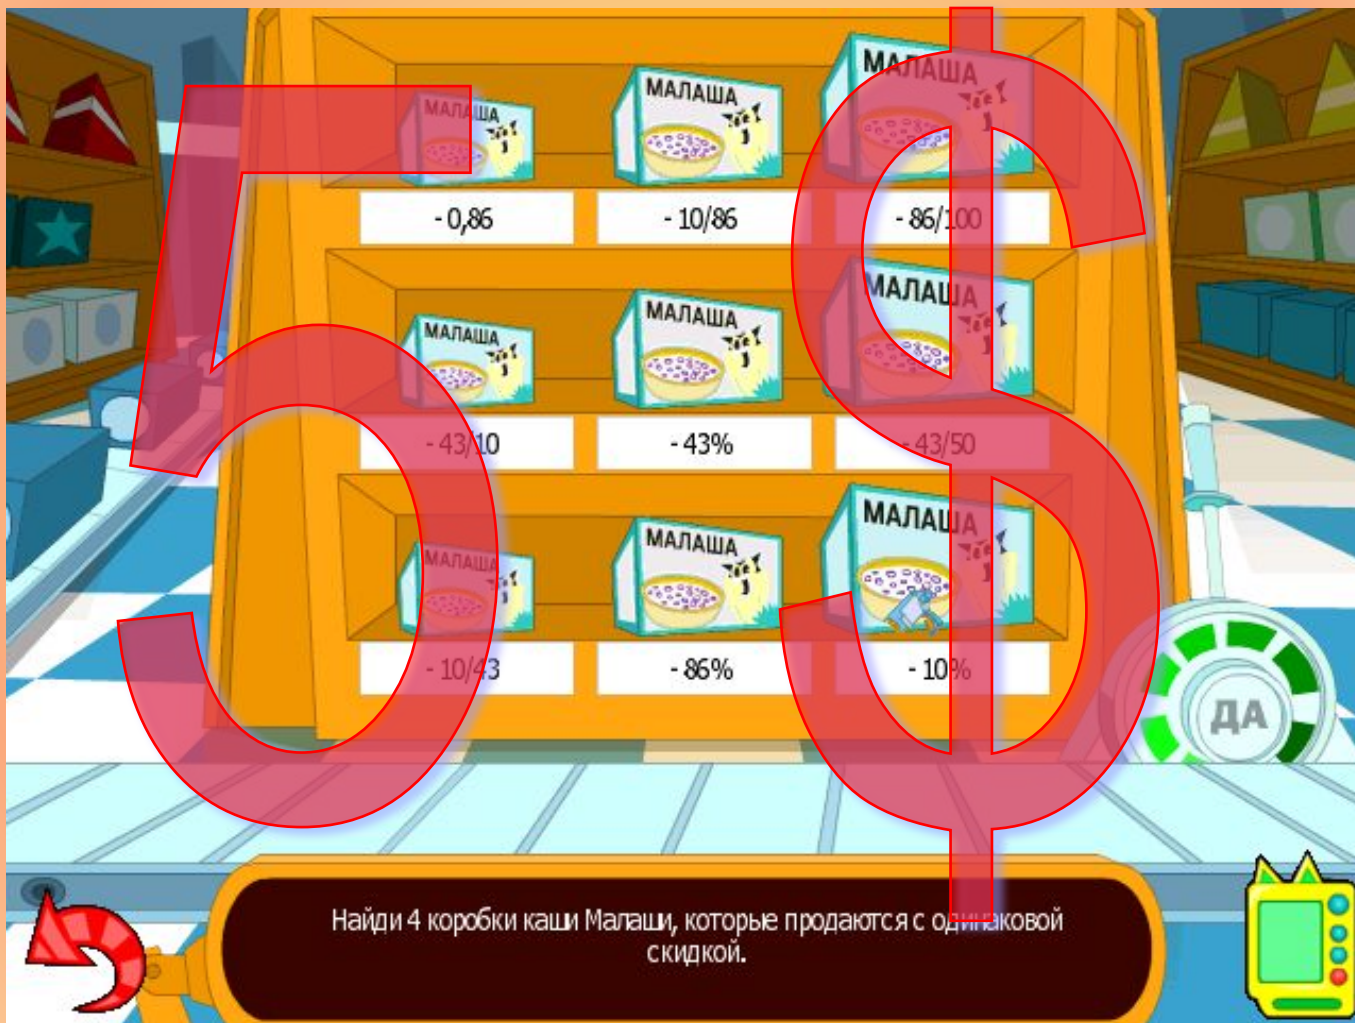 5$
МАЛАША МАЛАША МАЛАША
- 0,86 - 10/86 - 86/100
МАЛАША МАЛАША МАЛАША
- 43/10 - 43% - 43/50
МАЛАША МАЛАША МАЛАША
- 10/43 - 86% - 10%
ДА
Найди 4 коробки каши Малаши, которые продаются с одинаковой
скидкой.